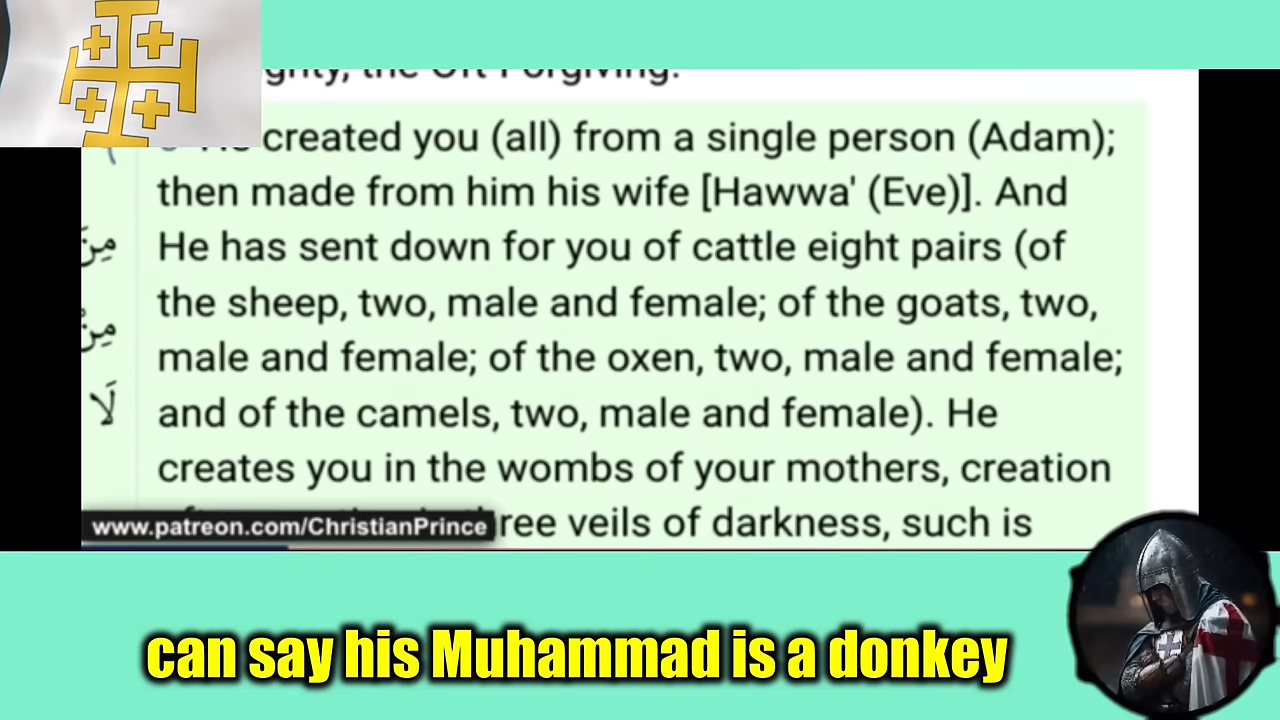 ghty, the Oft-Forgiving.
created you (all) from a single person (Adam);
then made from him his wife [Hawwa' (Eve)]. And
He has sent down for you of cattle eight pairs (of
مِنَ
the sheep, two, male and female; of the goats, two,
مِنْ
male and female; of the oxen, two, male and female;
لَا
and of the camels, two, male and female). He
creates you in the wombs of your mothers, creation
www.patreon.com/ChristianPrince
ree veils of darkness, such is
can say his Muhammad is a donkey